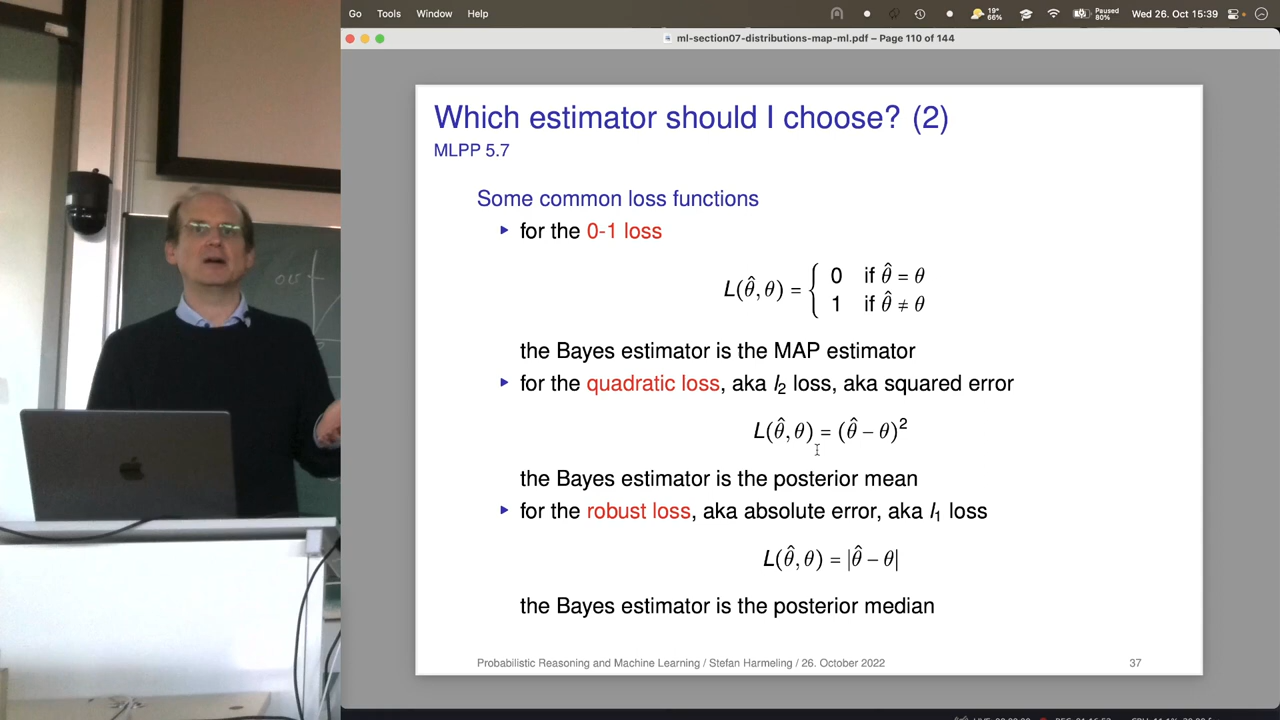 Go Tools Window Help 19° 66% Paused 80% Wed 26. Oct 15:39
ml-section07-distributions-map-ml.pdf – Page 110 of 144
Which estimator should I choose? (2)
MLPP 5.7
Some common loss functions
▸ for the 0-1 loss
L(θ̂, θ) = { 0 if θ̂ = θ
1 if θ̂ ≠ θ
the Bayes estimator is the MAP estimator
▸ for the quadratic loss, aka l₂ loss, aka squared error
L(θ̂, θ) = (θ̂ − θ)²
the Bayes estimator is the posterior mean
▸ for the robust loss, aka absolute error, aka l₁ loss
L(θ̂, θ) = |θ̂ − θ|
the Bayes estimator is the posterior median
Probabilistic Reasoning and Machine Learning / Stefan Harmeling / 26. October 2022 37